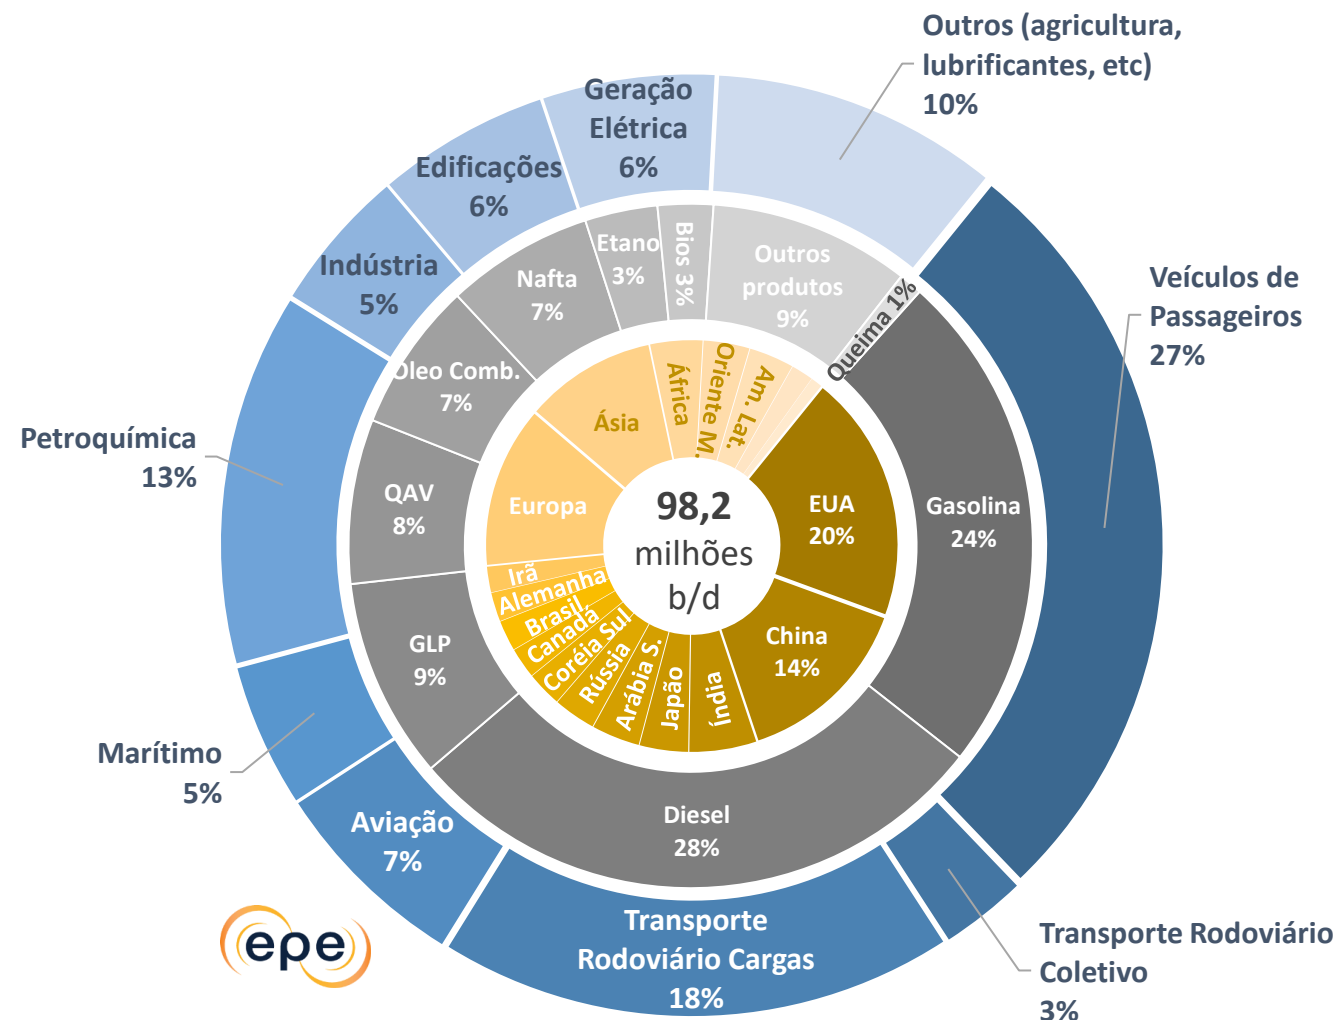 Outros (agricultura,
lubrificantes, etc)
10%
Veículos de
Passageiros
27%
Transporte Rodoviário
Coletivo
3%
Transporte
Rodoviário Cargas
18%
Aviação
7%
Marítimo
5%
Petroquímica
13%
Indústria
5%
Edificações
6%
Geração
Elétrica
6%
Queima 1%
Gasolina
24%
Diesel
28%
GLP
9%
QAV
8%
Óleo Comb.
7%
Nafta
7%
Etano
3%
Bios 3%
Outros
produtos
9%
EUA
20%
China
14%
Índia
Japão
Arábia S.
Rússia
Coréia Sul
Canadá
Brasil,
Alemanha
Irã
Europa
Ásia
África
Oriente M.
Am. Lat.
98,2
milhões
b/d
epe